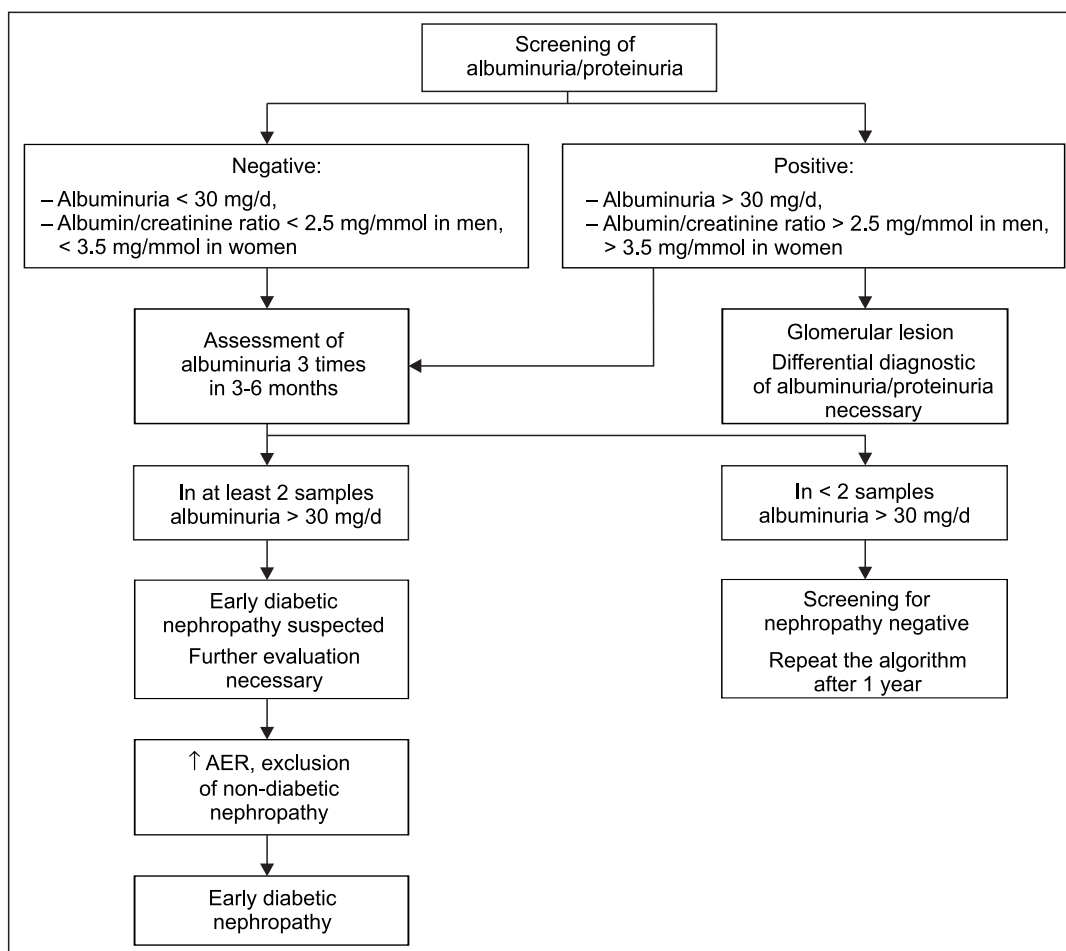 Screening of
albuminuria/proteinuria
Negative:
– Albuminuria < 30 mg/d,
– Albumin/creatinine ratio < 2.5 mg/mmol in men,
< 3.5 mg/mmol in women
Positive:
– Albuminuria > 30 mg/d,
– Albumin/creatinine ratio > 2.5 mg/mmol in men,
> 3.5 mg/mmol in women
Assessment of
albuminuria 3 times
in 3-6 months
Glomerular lesion
Differential diagnostic
of albuminuria/proteinuria
necessary
In at least 2 samples
albuminuria > 30 mg/d
In < 2 samples
albuminuria > 30 mg/d
Early diabetic
nephropathy suspected
Further evaluation
necessary
Screening for
nephropathy negative
Repeat the algorithm
after 1 year
↑ AER, exclusion
of non-diabetic
nephropathy
Early diabetic
nephropathy